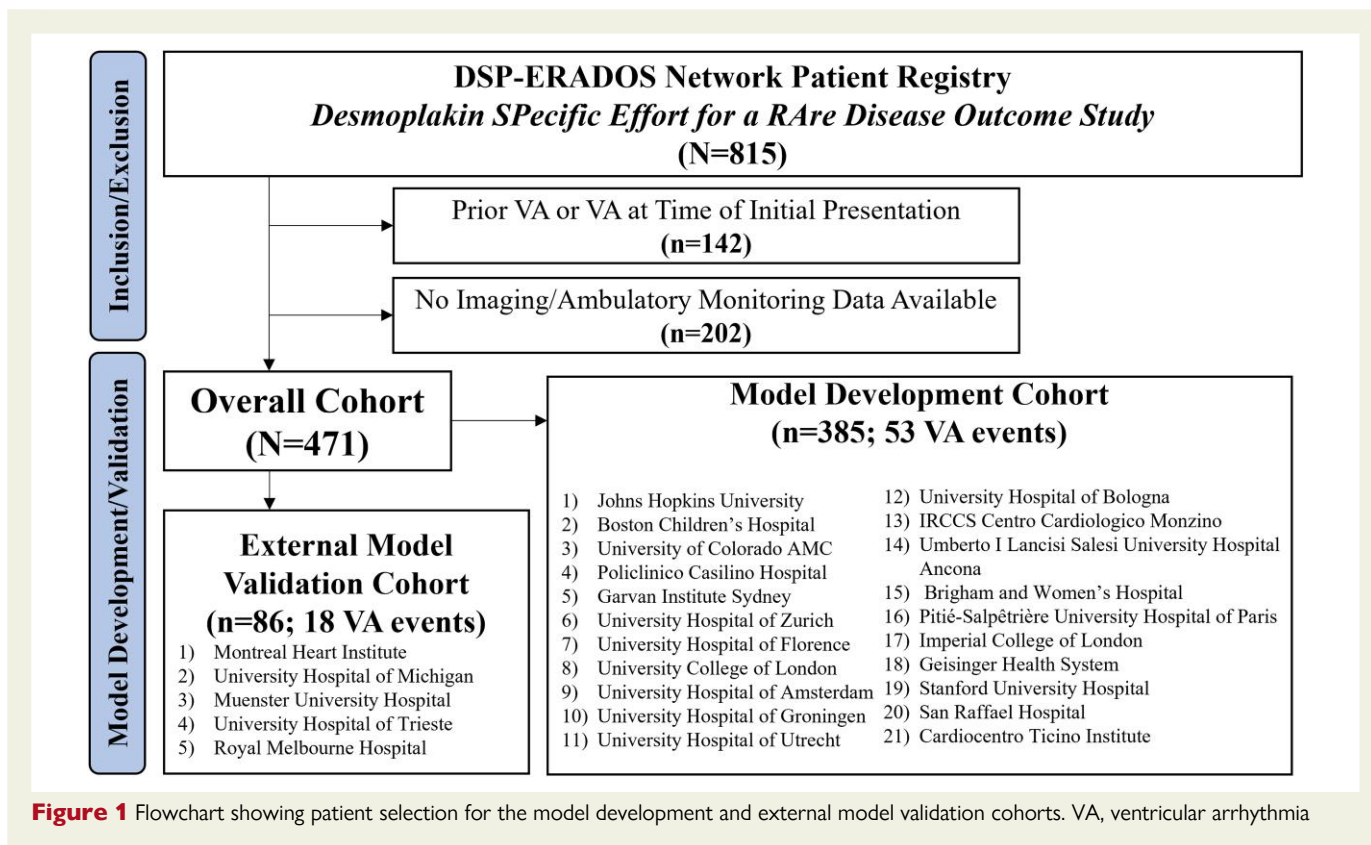 Inclusion/Exclusion
DSP-ERADOS Network Patient Registry
Desmoplakin SPecific Effort for a RAre Disease Outcome Study
(N=815)
Prior VA or VA at Time of Initial Presentation
(n=142)
No Imaging/Ambulatory Monitoring Data Available
(n=202)
Model Development/Validation
Overall Cohort
(N=471)
External Model
Validation Cohort
(n=86; 18 VA events)
1) Montreal Heart Institute
2) University Hospital of Michigan
3) Muenster University Hospital
4) University Hospital of Trieste
5) Royal Melbourne Hospital
Model Development Cohort
(n=385; 53 VA events)
1) Johns Hopkins University
2) Boston Children's Hospital
3) University of Colorado AMC
4) Policlinico Casilino Hospital
5) Garvan Institute Sydney
6) University Hospital of Zurich
7) University Hospital of Florence
8) University College of London
9) University Hospital of Amsterdam
10) University Hospital of Groningen
11) University Hospital of Utrecht
12) University Hospital of Bologna
13) IRCCS Centro Cardiologico Monzino
14) Umberto I Lancisi Salesi University Hospital
Ancona
15) Brigham and Women's Hospital
16) Pitié-Salpêtrière University Hospital of Paris
17) Imperial College of London
18) Geisinger Health System
19) Stanford University Hospital
20) San Raffael Hospital
21) Cardiocentro Ticino Institute
Figure 1 Flowchart showing patient selection for the model development and external model validation cohorts. VA, ventricular arrhythmia